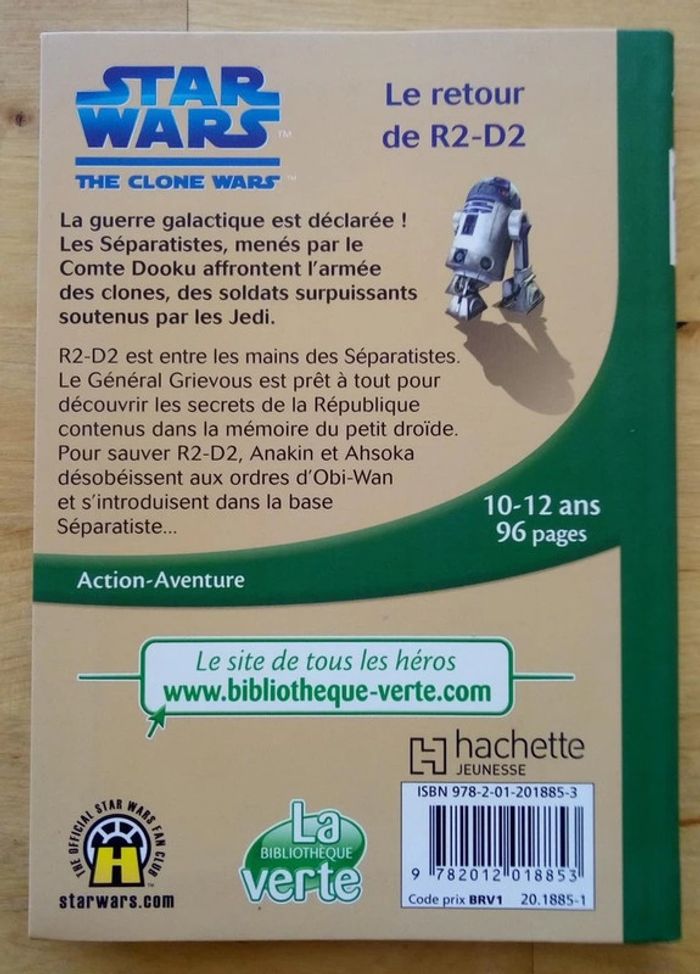 STAR
WARS™
THE CLONE WARS™
Le retour
de R2-D2
La guerre galactique est déclarée !
Les Séparatistes, menés par le
Comte Dooku affrontent l'armée
des clones, des soldats surpuissants
soutenus par les Jedi.
R2-D2 est entre les mains des Séparatistes.
Le Général Grievous est prêt à tout pour
découvrir les secrets de la République
contenus dans la mémoire du petit droïde.
Pour sauver R2-D2, Anakin et Ahsoka
désobéissent aux ordres d'Obi-Wan
et s'introduisent dans la base
Séparatiste...
10-12 ans
96 pages
Action-Aventure
Le site de tous les héros
www.bibliotheque-verte.com
hachette
JEUNESSE
ISBN 978-2-01-201885-3
9 782012 018853
Code prix BRV1 20.1885-1
THE OFFICIAL STAR WARS FAN CLUB
H™
starwars.com
La
BIBLIOTHÈQUE
verte